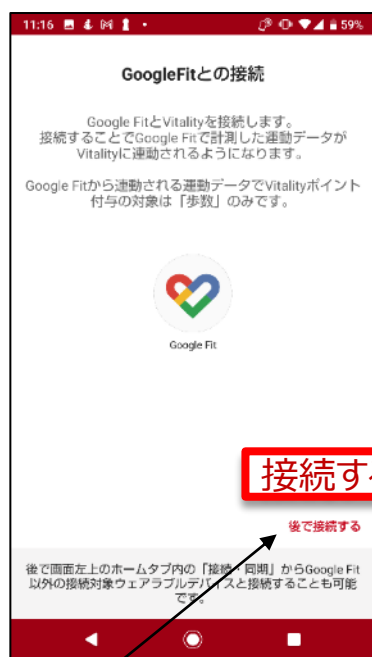 11:16
59%
GoogleFitとの接続
Google FitとVitalityを接続します。
接続することでGoogle Fitで計測した運動データが
Vitalityに連動されるようになります。
Google Fitから連動される運動データでVitalityポイント
付与の対象は「歩数」のみです。
Google Fit
接続す
後で接続する
後で画面左上のホームタブ内の「接続・同期」からGoogle Fit
以外の接続対象ウェアラブルデバイスと接続することも可能
です。